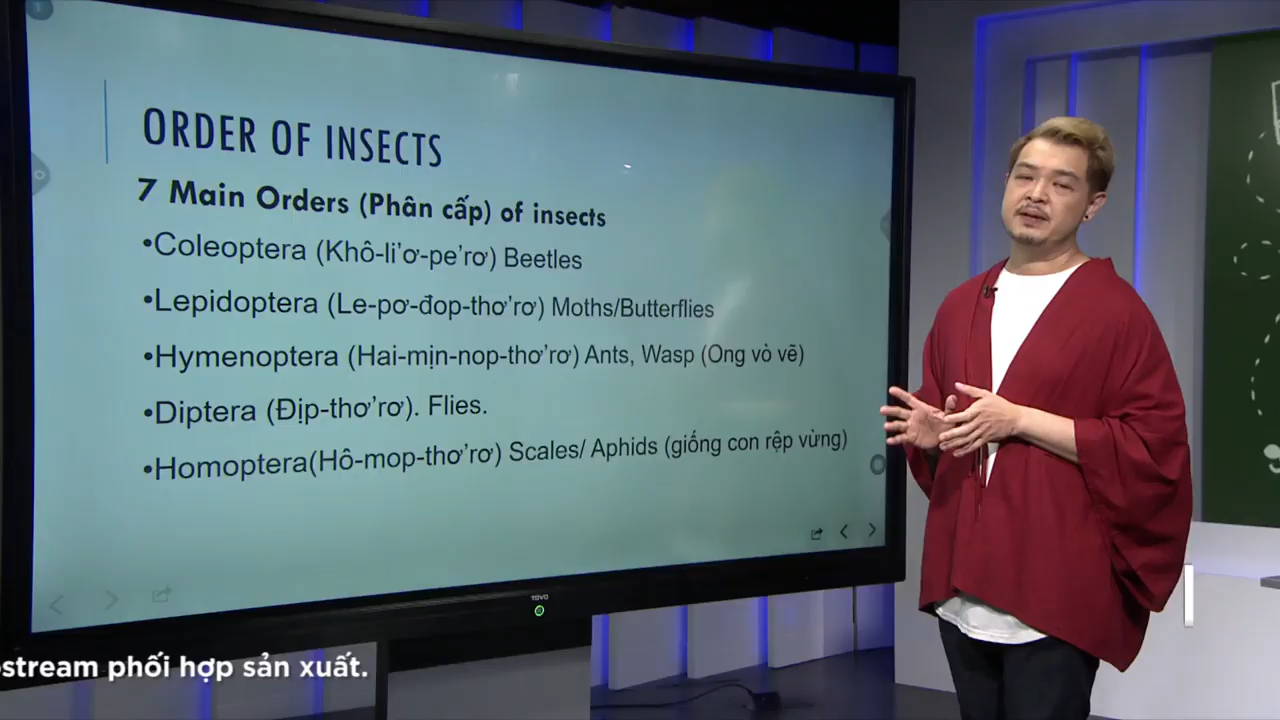 ORDER OF INSECTS
7 Main Orders (Phân cấp) of insects
•Coleoptera (Khô-li’ơ-pe’rơ) Beetles
•Lepidoptera (Le-pơ-đop-thơ’rơ) Moths/Butterflies
•Hymenoptera (Hai-mịn-nop-thơ’rơ) Ants, Wasp (Ong vò vẽ)
•Diptera (Địp-thơ’rơ). Flies.
•Homoptera(Hô-mop-thơ’rơ) Scales/ Aphids (giống con rệp vừng)
TOVO
stream phối hợp sản xuất.